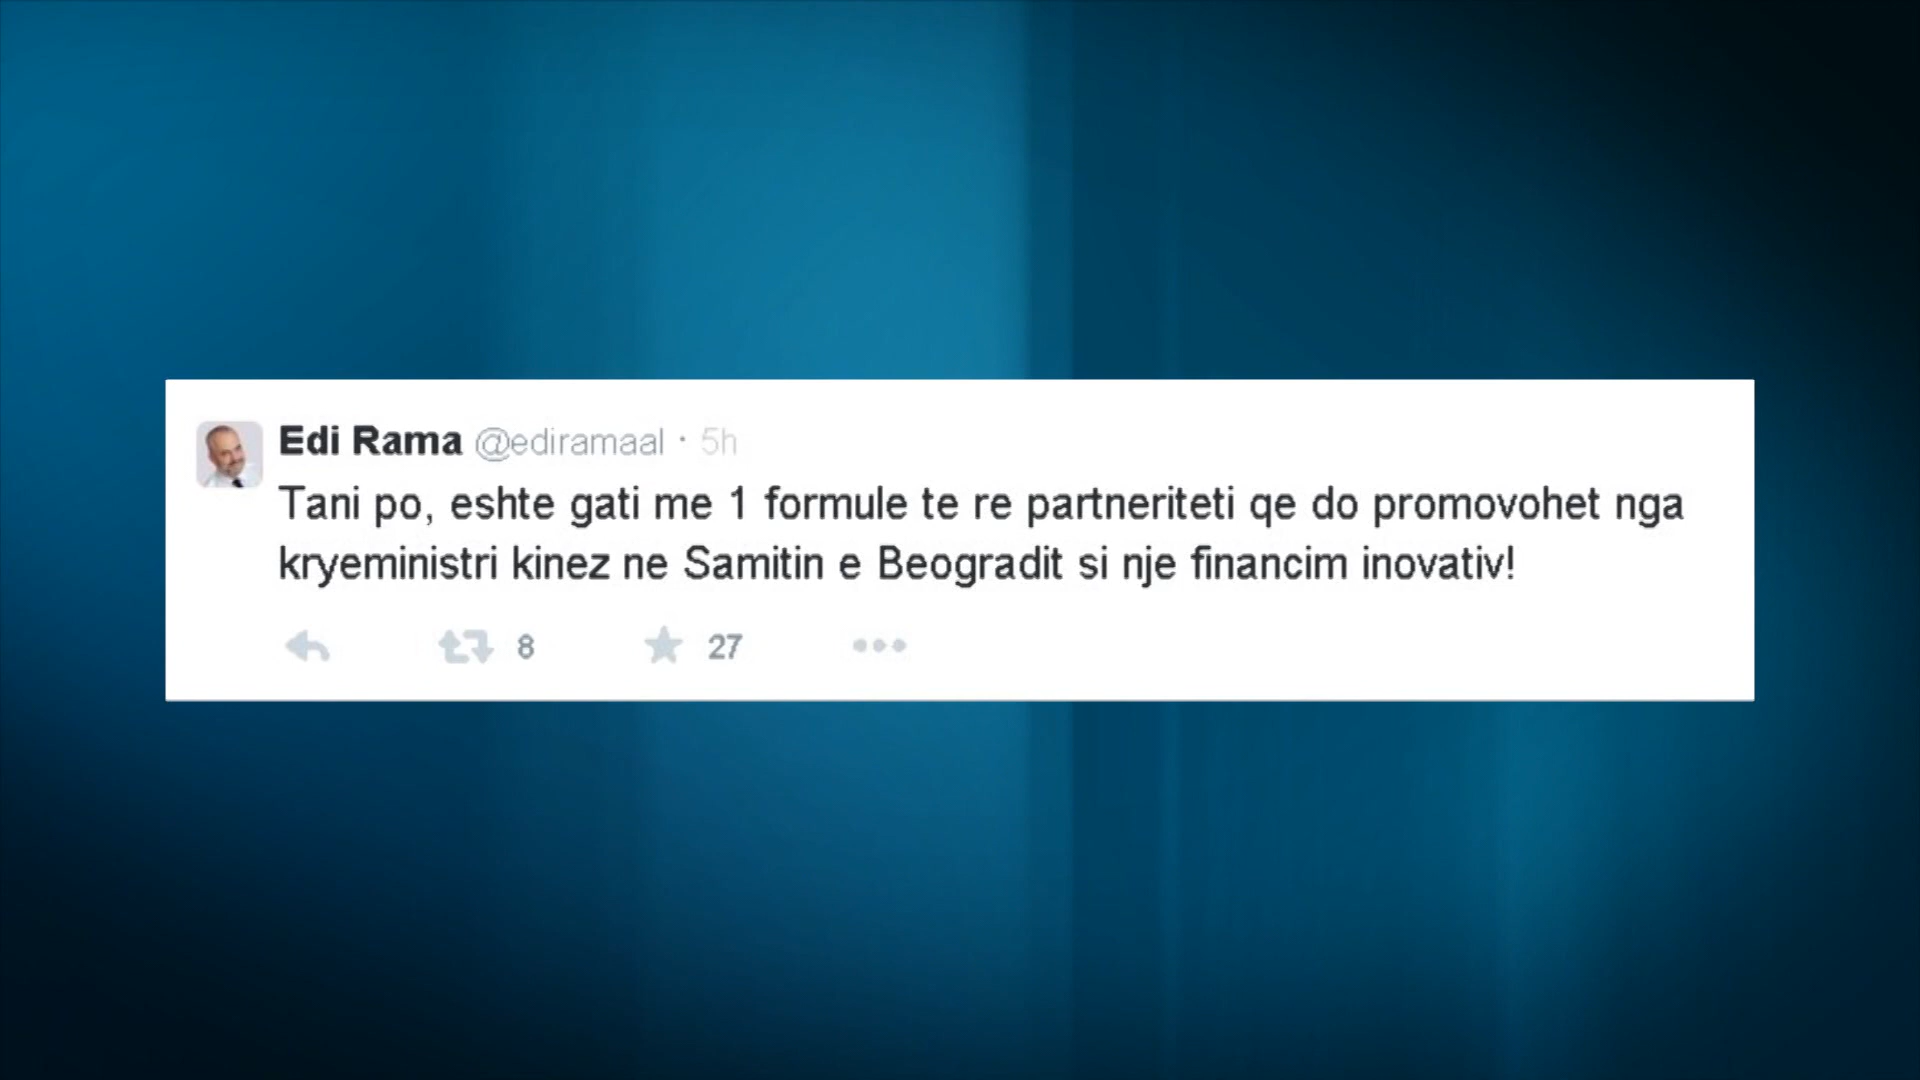 Edi Rama @ediramaal · 5h
Tani po, eshte gati me 1 formule te re partneriteti qe do promovohet nga
kryeministri kinez ne Samitin e Beogradit si nje financim inovativ!
8 27